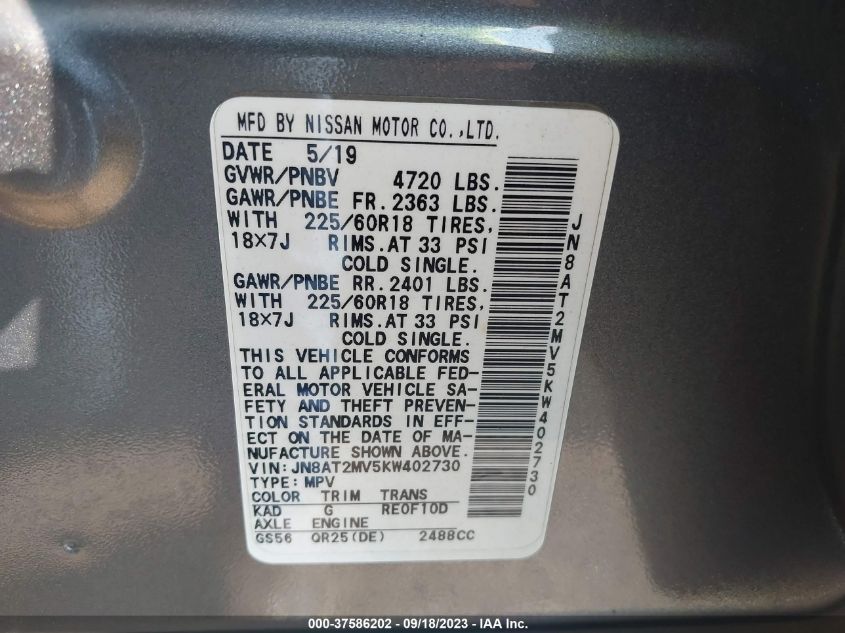 MFD BY NISSAN MOTOR CO.,LTD.
DATE 5/19
GVWR/PNBV 4720 LBS.
GAWR/PNBE FR. 2363 LBS.
WITH 225/60R18 TIRES,
18×7J RIMS.AT 33 PSI
COLD SINGLE.
GAWR/PNBE RR. 2401 LBS.
WITH 225/60R18 TIRES,
18×7J RIMS.AT 33 PSI
COLD SINGLE.
THIS VEHICLE CONFORMS
TO ALL APPLICABLE FED-
ERAL MOTOR VEHICLE SA-
FETY AND THEFT PREVEN-
TION STANDARDS IN EFF-
ECT ON THE DATE OF MA-
NUFACTURE SHOWN ABOVE.
VIN:JN8AT2MV5KW402730
TYPE:MPV
COLOR TRIM TRANS
KAD G RE0F10D
AXLE ENGINE
GS56 QR25(DE) 2488CC
JN8AT2MV5KW402730
000-37586202 - 09/18/2023 - IAA Inc.